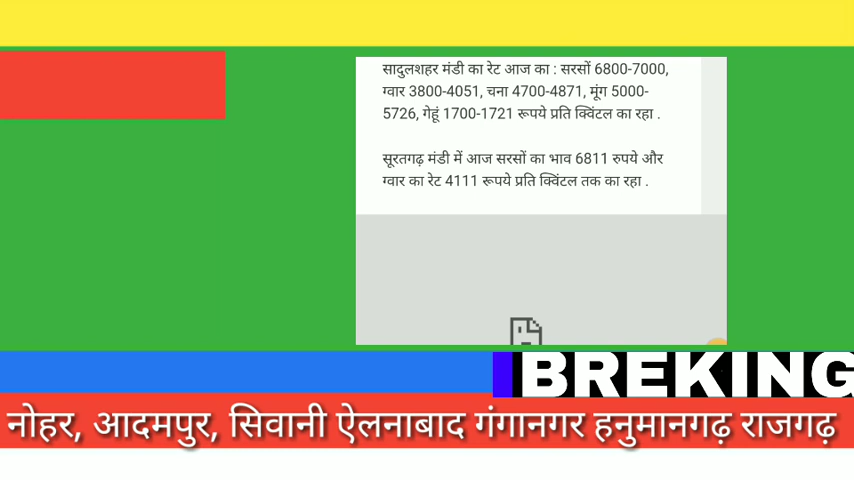 सादुलशहर मंडी का रेट आज का : सरसों 6800-7000,
ग्वार 3800-4051, चना 4700-4871, मूंग 5000-
5726, गेहूं 1700-1721 रूपये प्रति क्विंटल का रहा .
सूरतगढ़ मंडी में आज सरसों का भाव 6811 रुपये और
ग्वार का रेट 4111 रूपये प्रति क्विंटल तक का रहा .
BREKING
नोहर, आदमपुर, सिवानी ऐलनाबाद गंगानगर हनुमानगढ़ राजगढ़